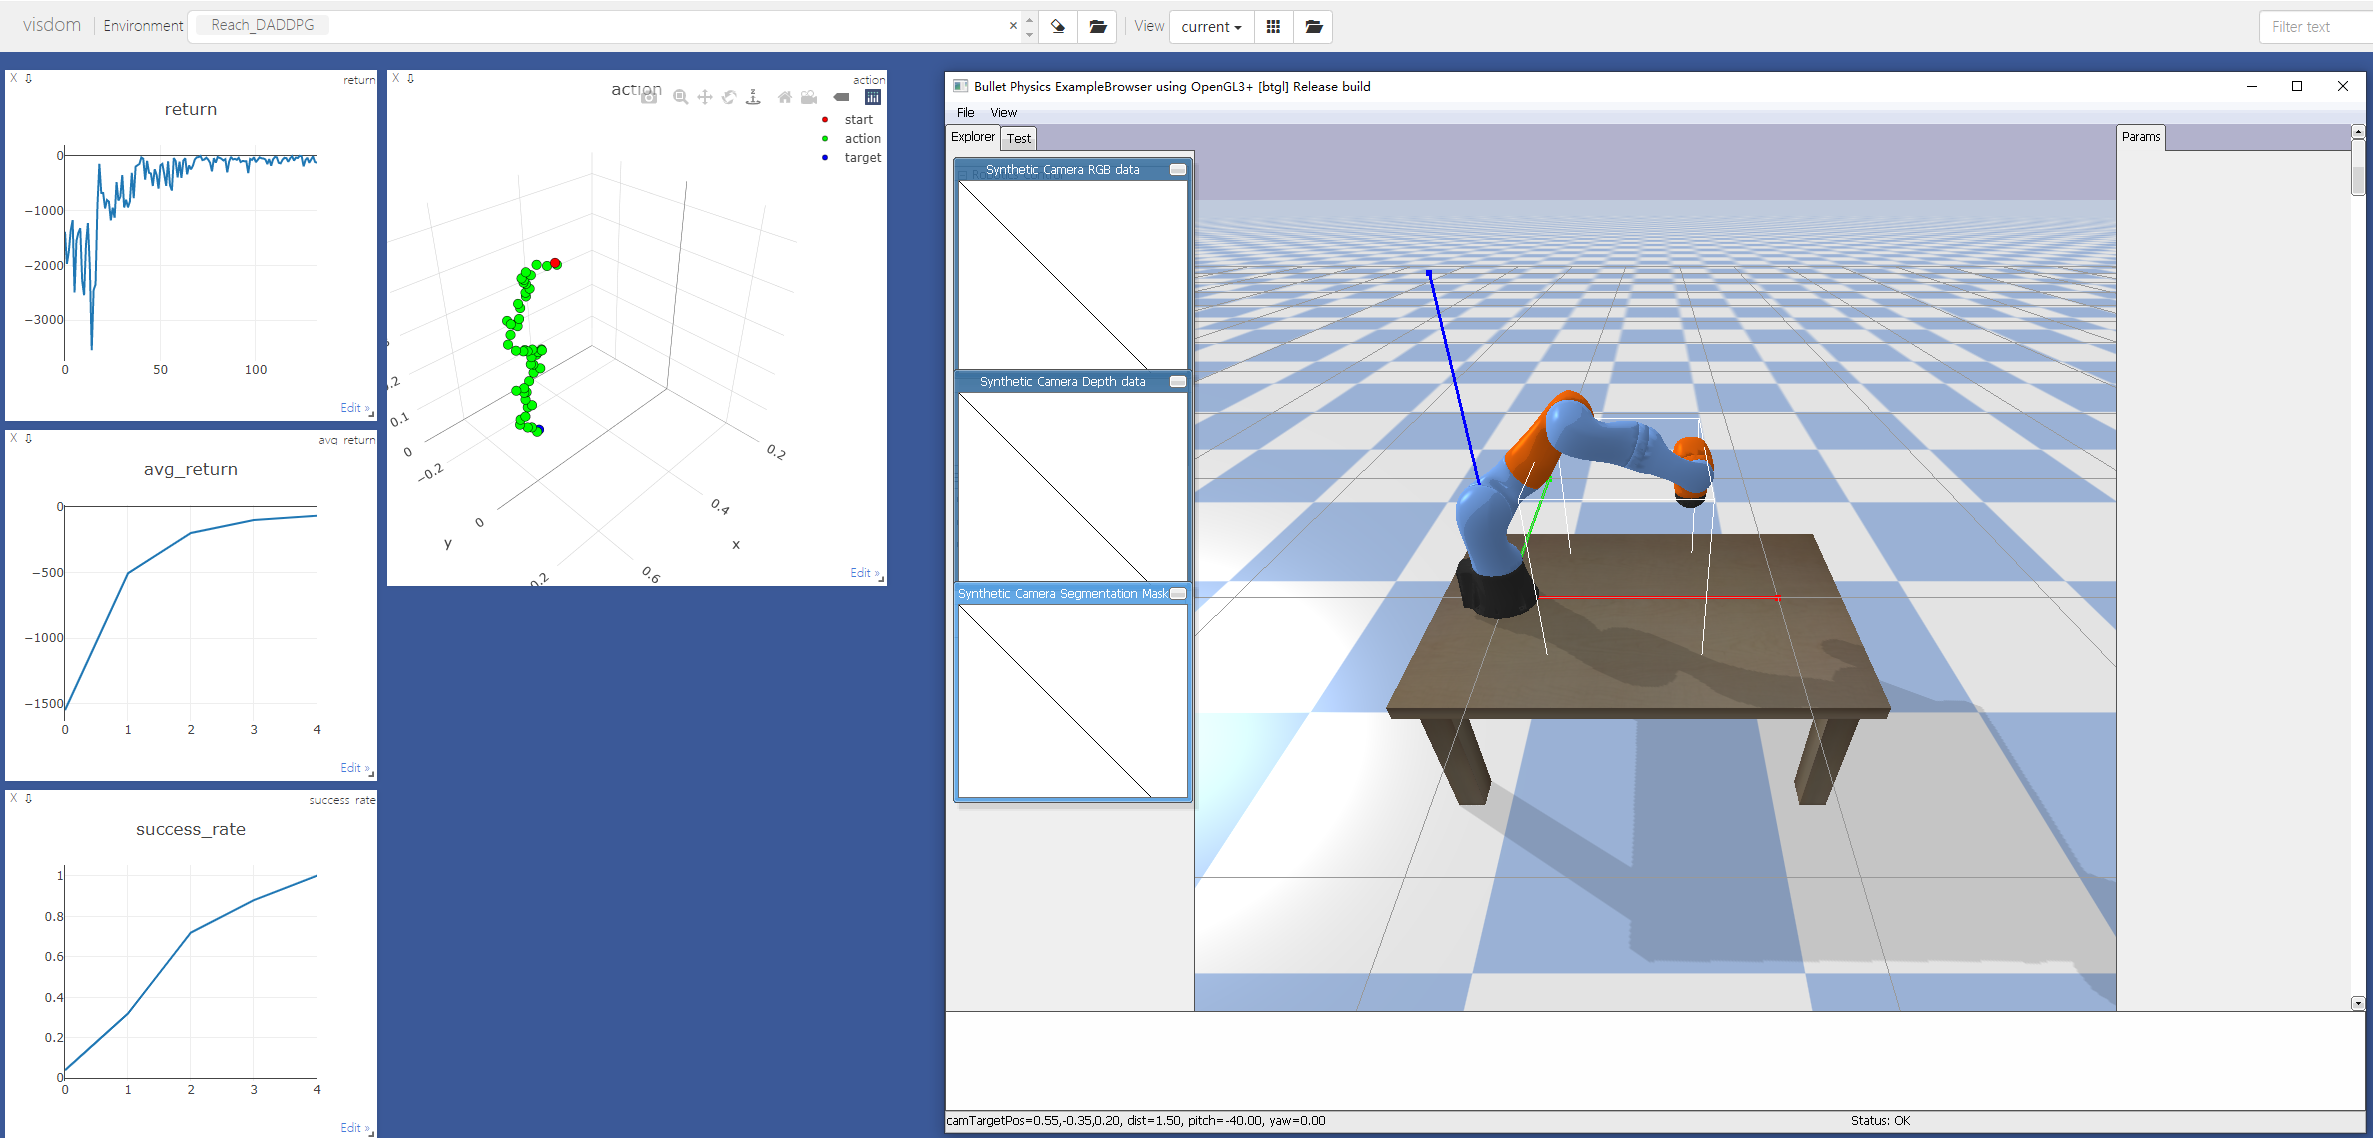 visdom Environment Reach_DADDPG × View current Filter text
X return
return
0
−1000
−2000
−3000
0 50 100
Edit »
X avg_return
avg_return
0
−500
−1000
−1500
0 1 2 3 4
Edit »
X success_rate
success_rate
1
0.8
0.6
0.4
0.2
0
0 1 2 3 4
Edit »
X action
action
start
action
target
0.1
0
−0.2
0
y
0.2
0.4
x
0.6
0.2
Edit »
Bullet Physics ExampleBrowser using OpenGL3+ [btgl] Release build
File View
Explorer Test Params
Synthetic Camera RGB data
Synthetic Camera Depth data
Synthetic Camera Segmentation Mask
camTargetPos=0.55,-0.35,0.20, dist=1.50, pitch=-40.00, yaw=0.00 Status: OK